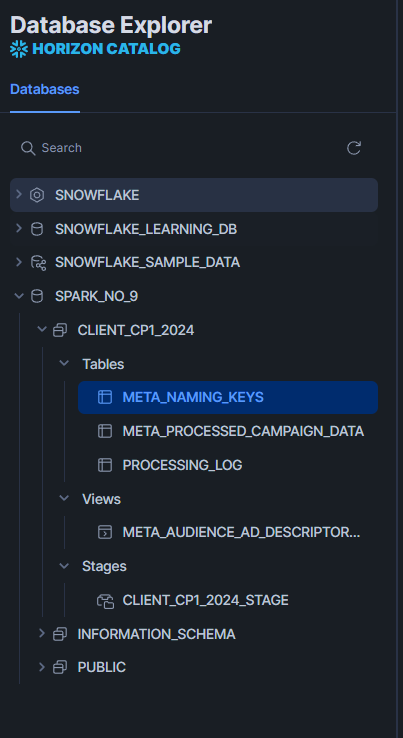 Database Explorer
HORIZON CATALOG
Databases
Search
SNOWFLAKE
SNOWFLAKE_LEARNING_DB
SNOWFLAKE_SAMPLE_DATA
SPARK_NO_9
CLIENT_CP1_2024
Tables
META_NAMING_KEYS
META_PROCESSED_CAMPAIGN_DATA
PROCESSING_LOG
Views
META_AUDIENCE_AD_DESCRIPTOR...
Stages
CLIENT_CP1_2024_STAGE
INFORMATION_SCHEMA
PUBLIC